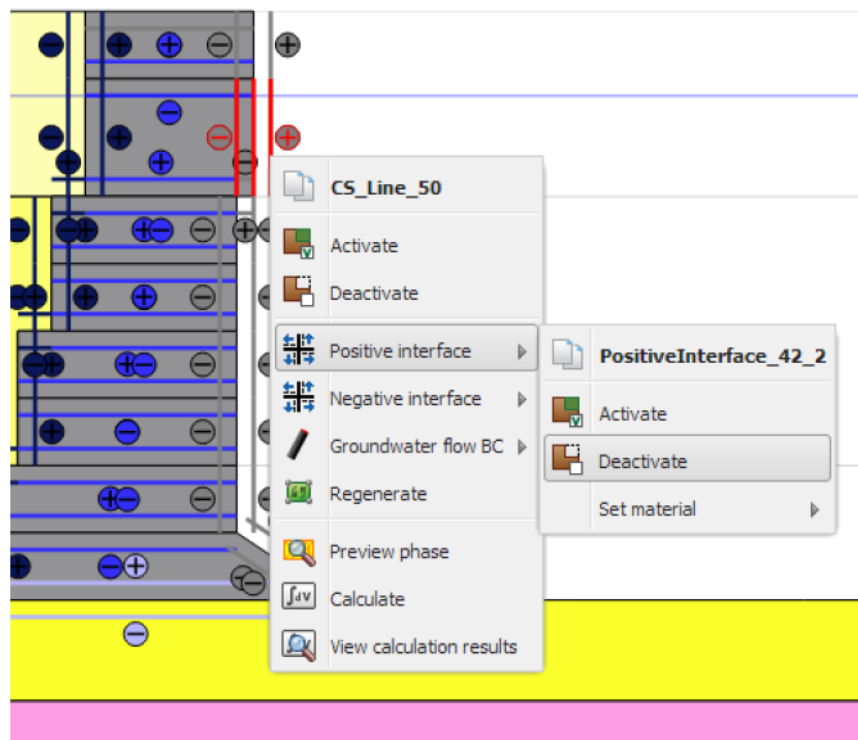 CS_Line_50
Activate
Deactivate
Positive interface
Negative interface
Groundwater flow BC
Regenerate
Preview phase
Calculate
View calculation results
PositiveInterface_42_2
Activate
Deactivate
Set material